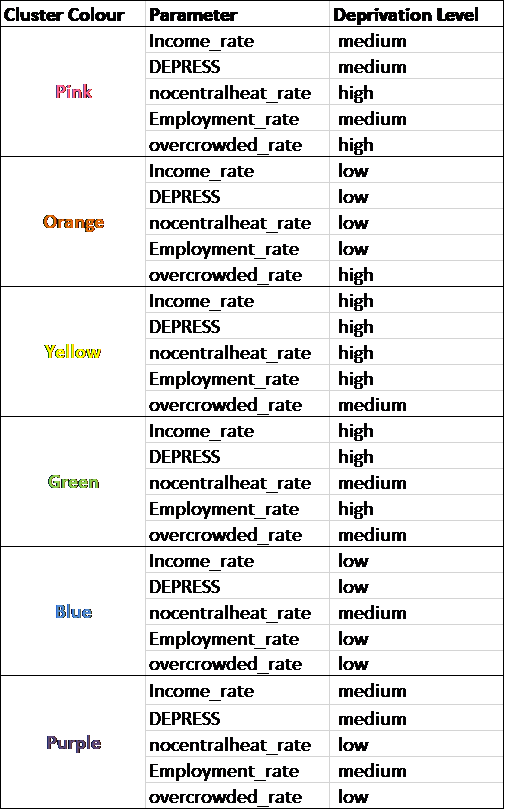 Cluster Colour Parameter Deprivation Level
Income_rate medium
DEPRESS medium
Pink nocentralheat_rate high
Employment_rate medium
overcrowded_rate high
Income_rate low
DEPRESS low
Orange nocentralheat_rate low
Employment_rate low
overcrowded_rate high
Income_rate high
DEPRESS high
Yellow nocentralheat_rate high
Employment_rate high
overcrowded_rate medium
Income_rate high
DEPRESS high
Green nocentralheat_rate medium
Employment_rate high
overcrowded_rate medium
Income_rate low
DEPRESS low
Blue nocentralheat_rate medium
Employment_rate low
overcrowded_rate low
Income_rate medium
DEPRESS medium
Purple nocentralheat_rate low
Employment_rate medium
overcrowded_rate low